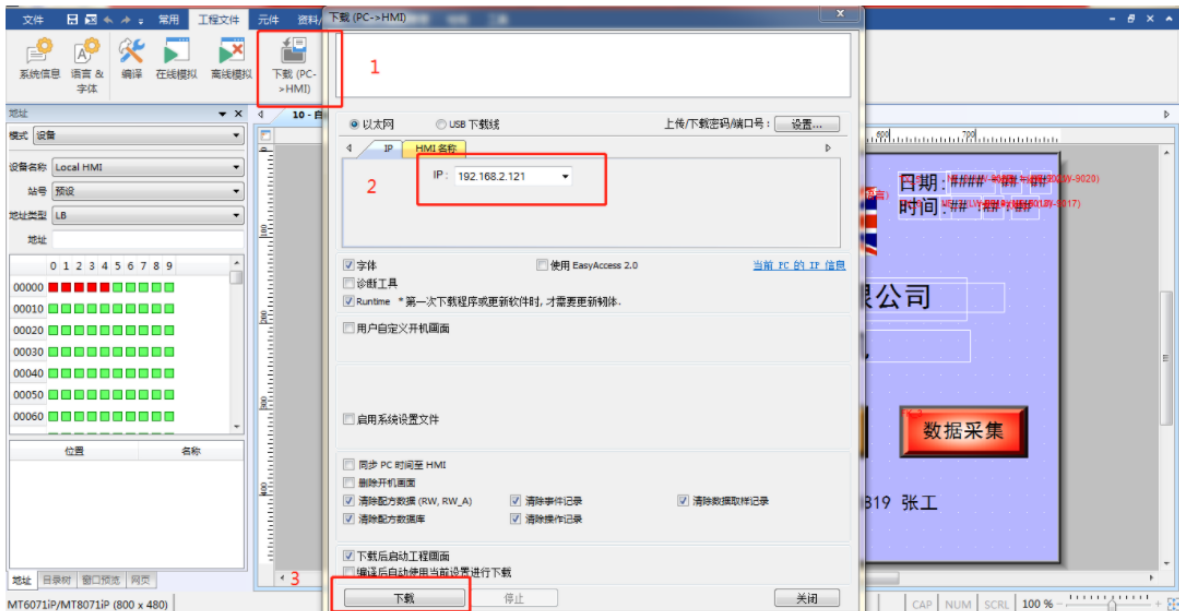 文件 常用 工程文件 元件 资料/ 下载 (PC->HMI)
系统信息 语言 & 字体 编译 在线模拟 离线模拟 下载 (PC->HMI)
1
地址
10 - 自
模式 设备
设备名称 Local HMI
站号 预设
地址类型 LB
地址
0 1 2 3 4 5 6 7 8 9
00000
00010
00020
00030
00040
00050
00060
位置 名称
地址 目录树 窗口预览 网页
MT6071iP/MT8071iP (800 x 480)
以太网 USB 下载线 上传/下载密码/端口号: 设置...
IP HMI 名称
2
IP: 192.168.2.121
字体 使用 EasyAccess 2.0 当前 PC 的 IP 信息
诊断工具
Runtime *第一次下载程序或更新软件时, 才需要更新韧体.
用户自定义开机画面
启用系统设置文件
同步 PC 时间至 HMI
删除开机画面
清除配方数据 (RW, RW_A) 清除事件记录 清除数据取样记录
清除配方数据库 清除操作记录
下载后启动工程画面
编译后自动使用当前设置进行下载
3
下载 停止 关闭
600 700
100
200
300
400
日期: #### - ## - ##
时间: ## : ## : ##
限公司
数据采集
819 张工
CAP NUM SCRL 100 %